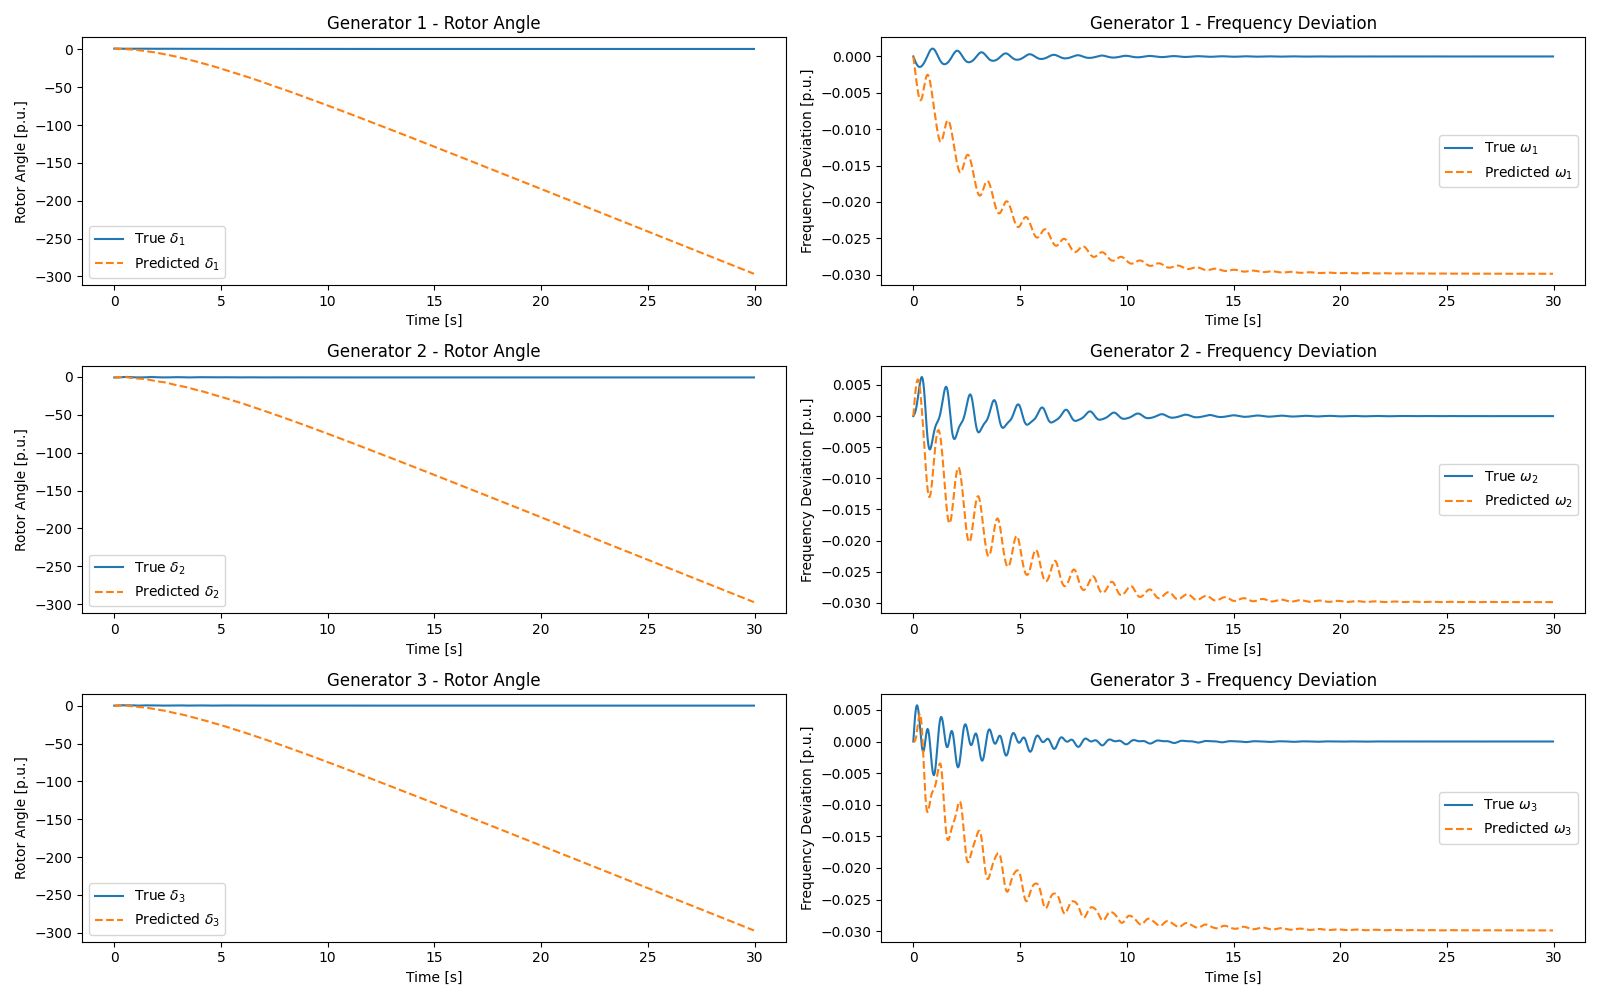 Generator 1 - Rotor Angle
Rotor Angle [p.u.]
0
−50
−100
−150
−200
−250
−300
True δ1
Predicted δ1
0 5 10 15 20 25 30
Time [s]
Generator 1 - Frequency Deviation
Frequency Deviation [p.u.]
0.000
−0.005
−0.010
−0.015
−0.020
−0.025
−0.030
True ω1
Predicted ω1
0 5 10 15 20 25 30
Time [s]
Generator 2 - Rotor Angle
Rotor Angle [p.u.]
0
−50
−100
−150
−200
−250
−300
True δ2
Predicted δ2
0 5 10 15 20 25 30
Time [s]
Generator 2 - Frequency Deviation
Frequency Deviation [p.u.]
0.005
0.000
−0.005
−0.010
−0.015
−0.020
−0.025
−0.030
True ω2
Predicted ω2
0 5 10 15 20 25 30
Time [s]
Generator 3 - Rotor Angle
Rotor Angle [p.u.]
0
−50
−100
−150
−200
−250
−300
True δ3
Predicted δ3
0 5 10 15 20 25 30
Time [s]
Generator 3 - Frequency Deviation
Frequency Deviation [p.u.]
0.005
0.000
−0.005
−0.010
−0.015
−0.020
−0.025
−0.030
True ω3
Predicted ω3
0 5 10 15 20 25 30
Time [s]